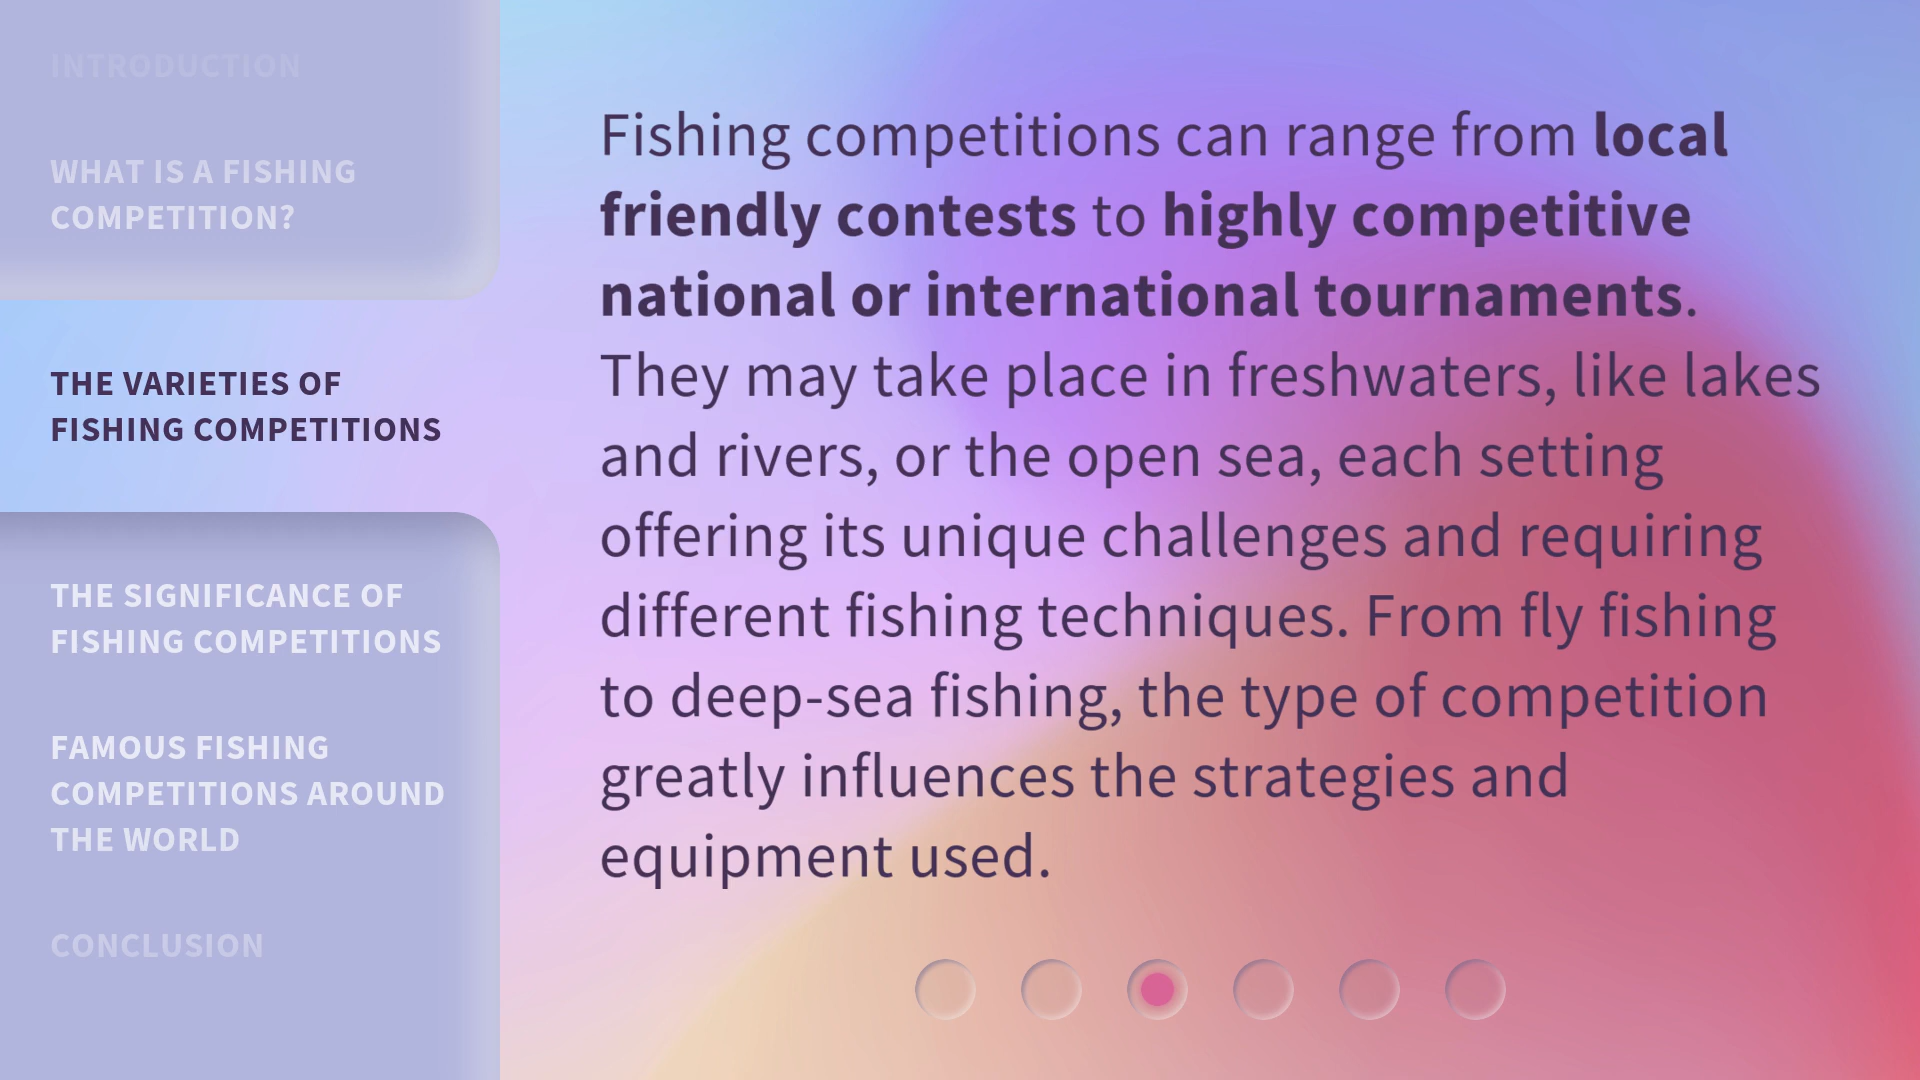 INTRODUCTION
WHAT IS A FISHING
COMPETITION?
THE VARIETIES OF
FISHING COMPETITIONS
THE SIGNIFICANCE OF
FISHING COMPETITIONS
FAMOUS FISHING
COMPETITIONS AROUND
THE WORLD
CONCLUSION
Fishing competitions can range from local
friendly contests to highly competitive
national or international tournaments.
They may take place in freshwaters, like lakes
and rivers, or the open sea, each setting
offering its unique challenges and requiring
different fishing techniques. From fly fishing
to deep-sea fishing, the type of competition
greatly influences the strategies and
equipment used.